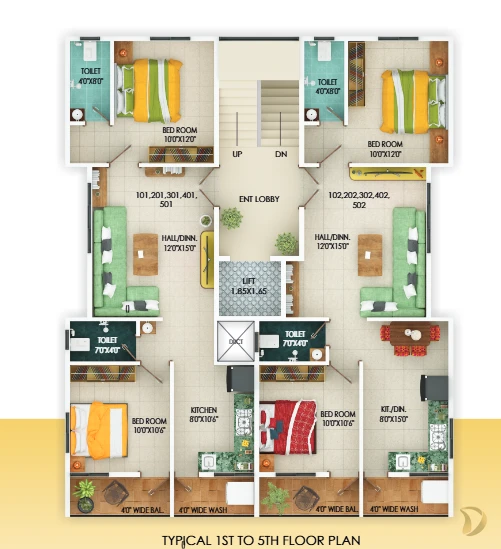 TOILET
4'0"X8'0"
BED ROOM
10'0"X12'0"
UP
DN
TOILET
4'0"X8'0"
BED ROOM
10'0"X12'0"
101,201,301,401,
501
ENT LOBBY
102,202,302,402,
502
HALL/DINN.
12'0"X15'0"
HALL/DINN.
12'0"X15'0"
LIFT
1.85X1.65
TOILET
7'0"X4'0"
DUCT
TOILET
7'0"X4'0"
BED ROOM
10'0"X10'6"
KITCHEN
8'0"X10'6"
BED ROOM
10'0"X10'6"
KIT./DIN.
8'0"X15'0"
4'0" WIDE BAL.
4'0" WIDE WASH
4'0" WIDE BAL.
4'0" WIDE WASH
TYPICAL 1ST TO 5TH FLOOR PLAN